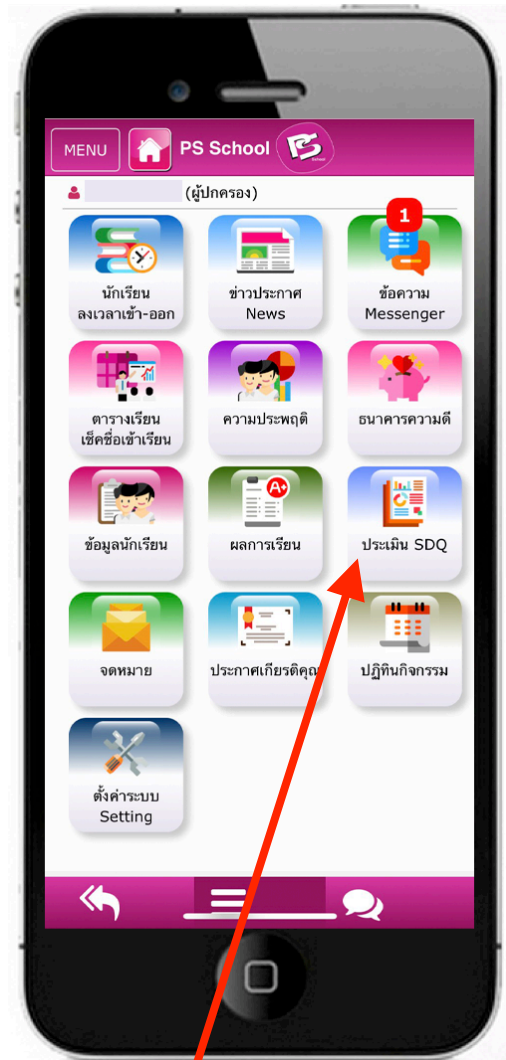 MENU PS School PS
(ผู้ปกครอง)
1
นักเรียน
ลงเวลาเข้า-ออก
ข่าวประกาศ
News
ข้อความ
Messenger
ตารางเรียน
เช็คชื่อเข้าเรียน
ความประพฤติ
ธนาคารความดี
ข้อมูลนักเรียน
A+
ผลการเรียน
ประเมิน SDQ
จดหมาย
ประกาศเกียรติคุณ
ปฏิทินกิจกรรม
ตั้งค่าระบบ
Setting